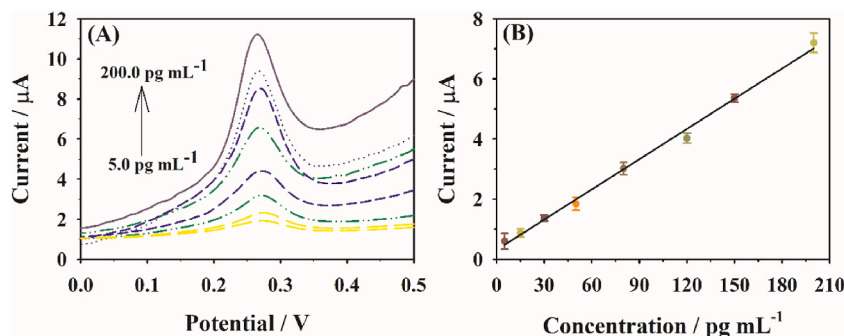 (A)
200.0 pg mL⁻¹
5.0 pg mL⁻¹
Current / μA
12
10
8
6
4
2
0
0.0 0.1 0.2 0.3 0.4 0.5
Potential / V
(B)
Current / μA
8
6
4
2
0
0 30 60 90 120 150 180 210
Concentration / pg mL⁻¹